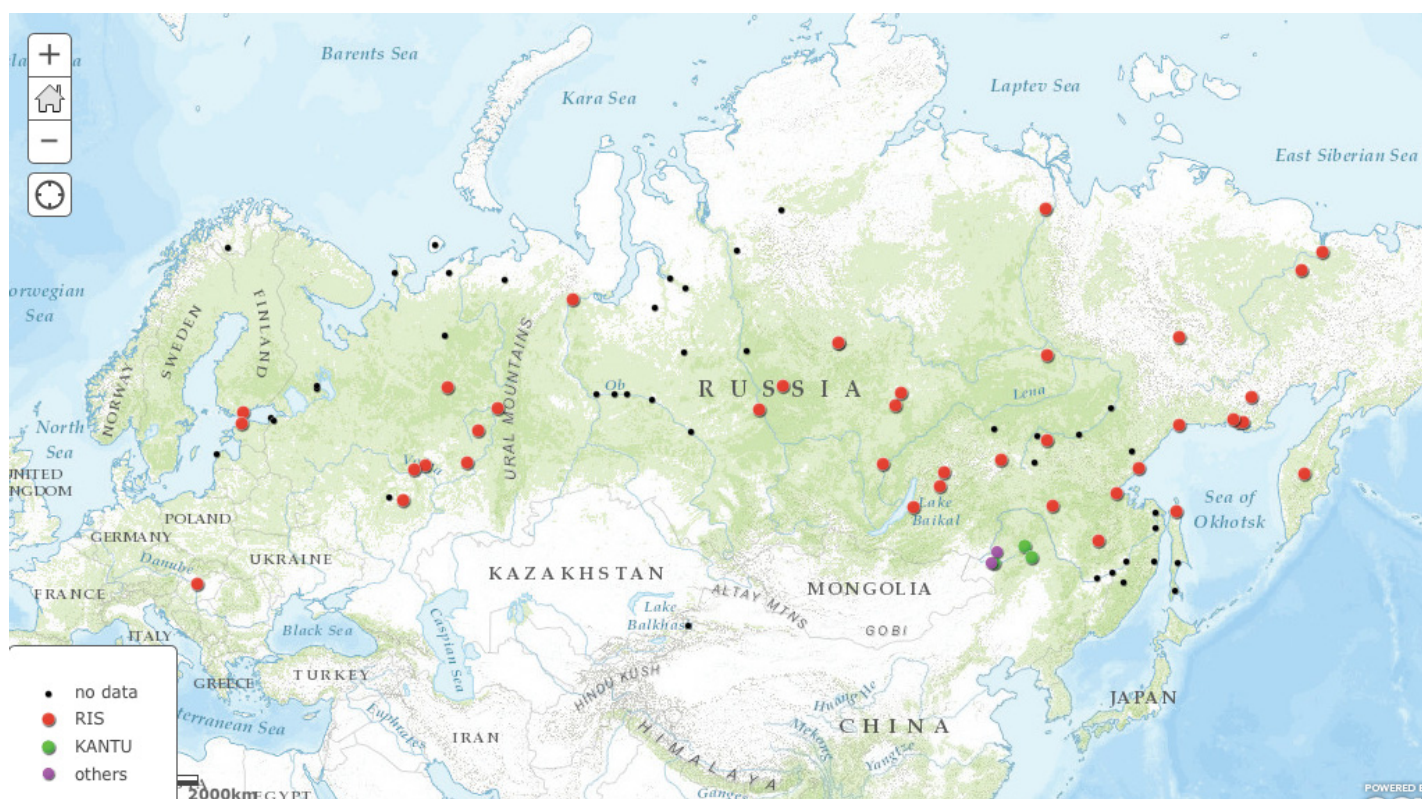 Barents Sea
Kara Sea
Laptev Sea
East Siberian Sea
orwegian
Sea
SWEDEN
FINLAND
NORWAY
URAL MOUNTAINS
Ob
RUSSIA
Lena
North
Sea
NITED
NGDOM
POLAND
GERMANY
Danube
UKRAINE
FRANCE
ITALY
Black Sea
GREECE
TURKEY
terranean Sea
Euphrates
IRAN
EGYPT
Caspian Sea
KAZAKHSTAN
Lake
Balkhas
ALTAY MTNS
MONGOLIA
GOBI
Lake
Baikal
Sea of
Okhotsk
HINDU KUSH
HIMALAYA
Huang He
Mekong
CHINA
Yangtze
Ganges
JAPAN
no data
RIS
KANTU
others
2000km
POWERED